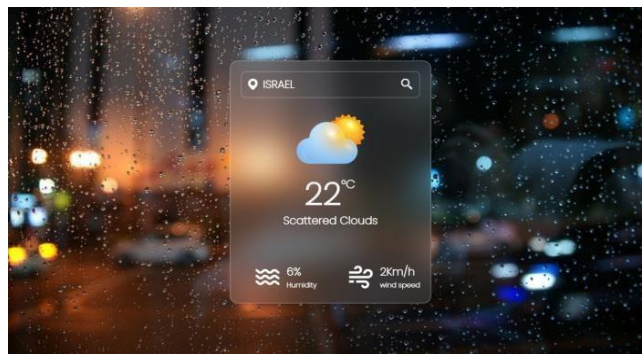 ISRAEL
22°C
Scattered Clouds
6%
Humidity
2Km/h
wind speed